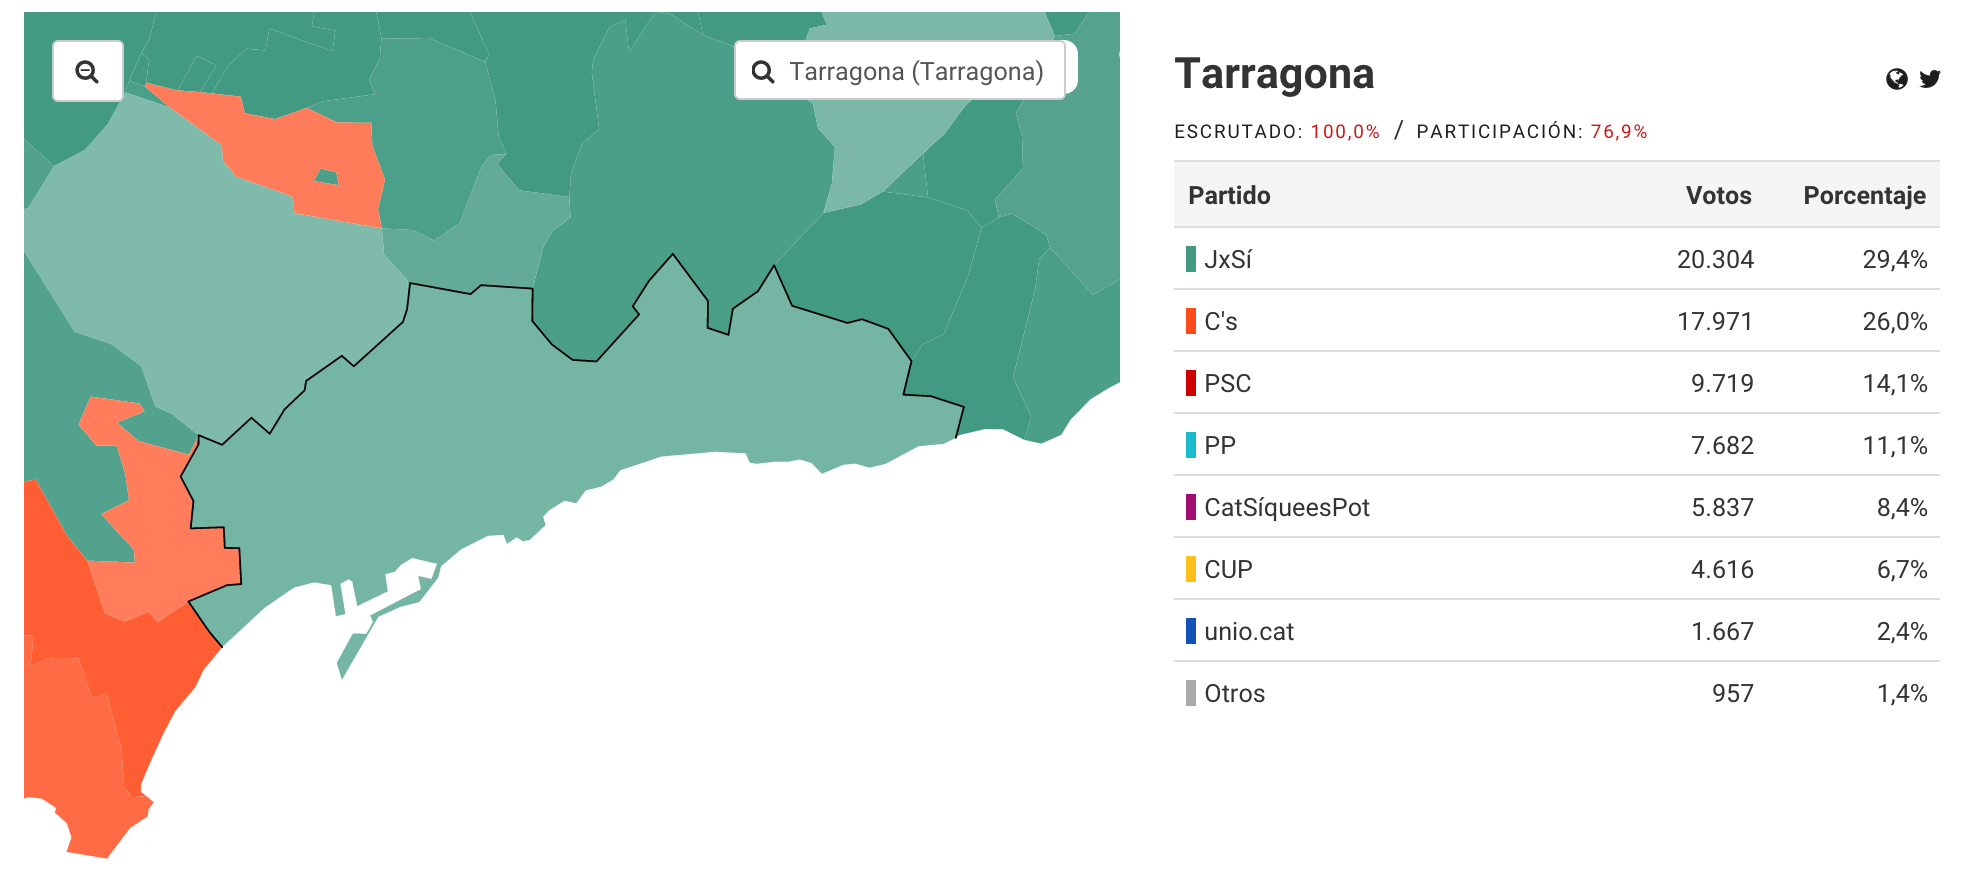 Tarragona (Tarragona)
Tarragona
ESCRUTADO: 100,0% / PARTICIPACIÓN: 76,9%
Partido Votos Porcentaje
JxSí 20.304 29,4%
C's 17.971 26,0%
PSC 9.719 14,1%
PP 7.682 11,1%
CatSíqueesPot 5.837 8,4%
CUP 4.616 6,7%
unio.cat 1.667 2,4%
Otros 957 1,4%